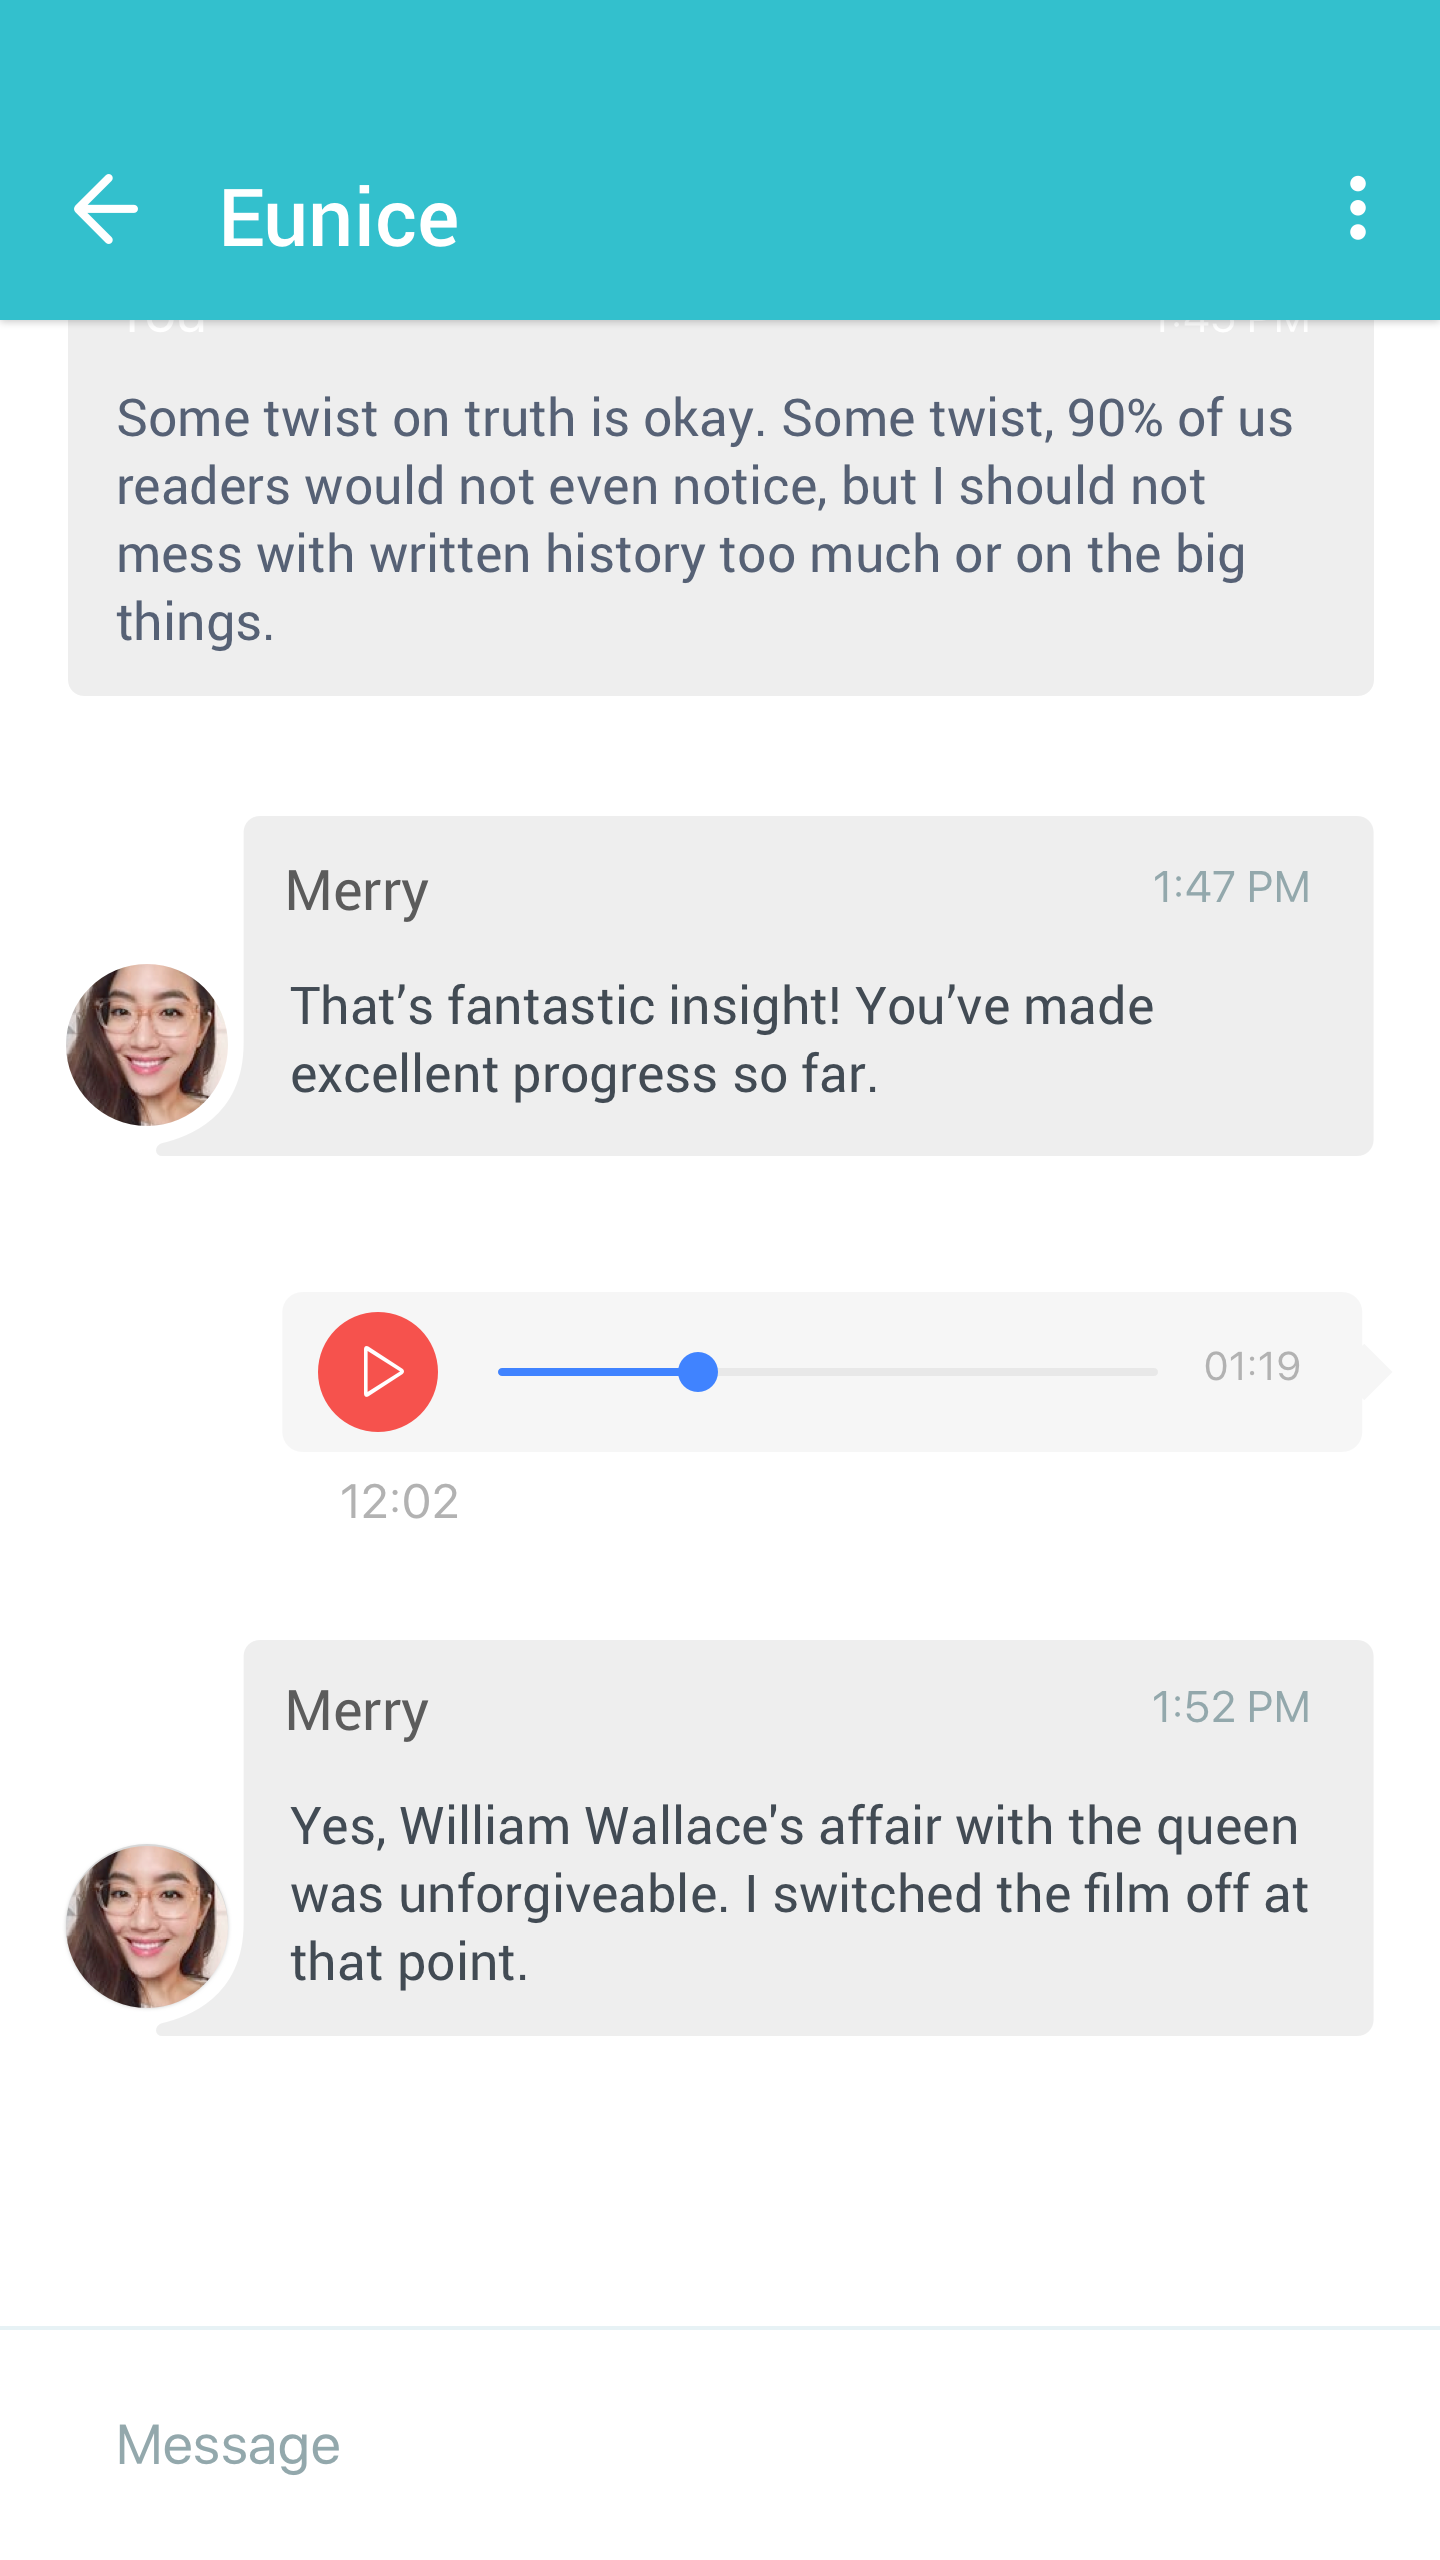 Eunice
Some twist on truth is okay. Some twist, 90% of us
readers would not even notice, but I should not
mess with written history too much or on the big
things.
Merry
1:47 PM
That’s fantastic insight! You’ve made
excellent progress so far.
01:19
12:02
Merry
1:52 PM
Yes, William Wallace's affair with the queen
was unforgiveable. I switched the film off at
that point.
Message